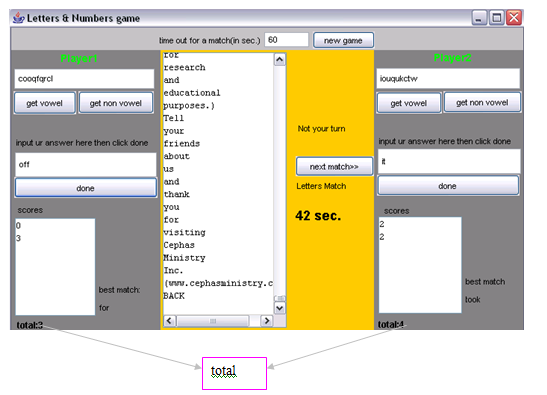 Letters & Numbers game
time out for a match(in sec.) 60 new game
Player1
cooqfqrcl
get vowel get non vowel
input ur answer here then click done
off
done
scores
0
3
best match:
for
total:3
for
research
and
educational
purposes.)
Tell
your
friends
about
us
and
thank
you
for
visiting
Cephas
Ministry
Inc.
(www.cephasministry.c
BACK
Not your turn
next match>>
Letters Match
42 sec.
Player2
iouqukctw
get vowel get non vowel
input ur answer here then click done
it
done
scores
2
2
best match
took
total:4
total